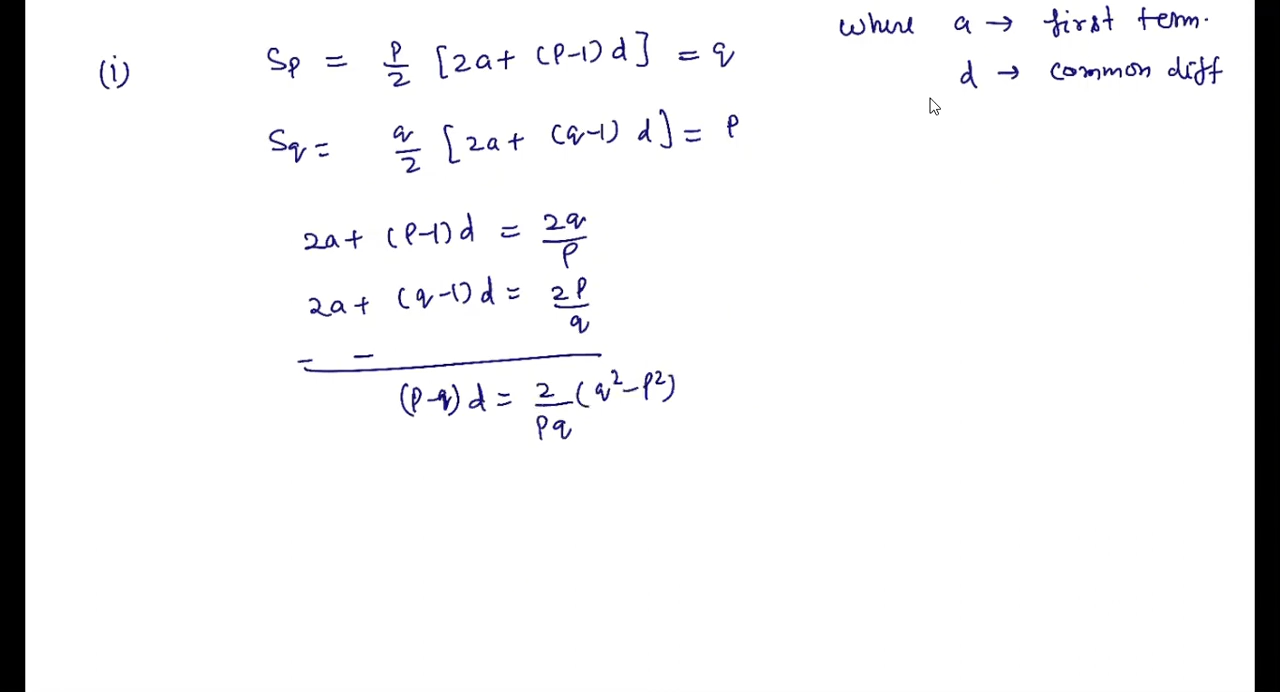 where a → first term.
d → common diff
(i) Sp = p/2 [2a + (p-1) d] = q
Sq = q/2 [2a + (q-1) d] = p
2a + (p-1) d = 2q/p
2a + (q-1) d = 2p/q
- -
(p-q) d = 2/pq (q²-p²)